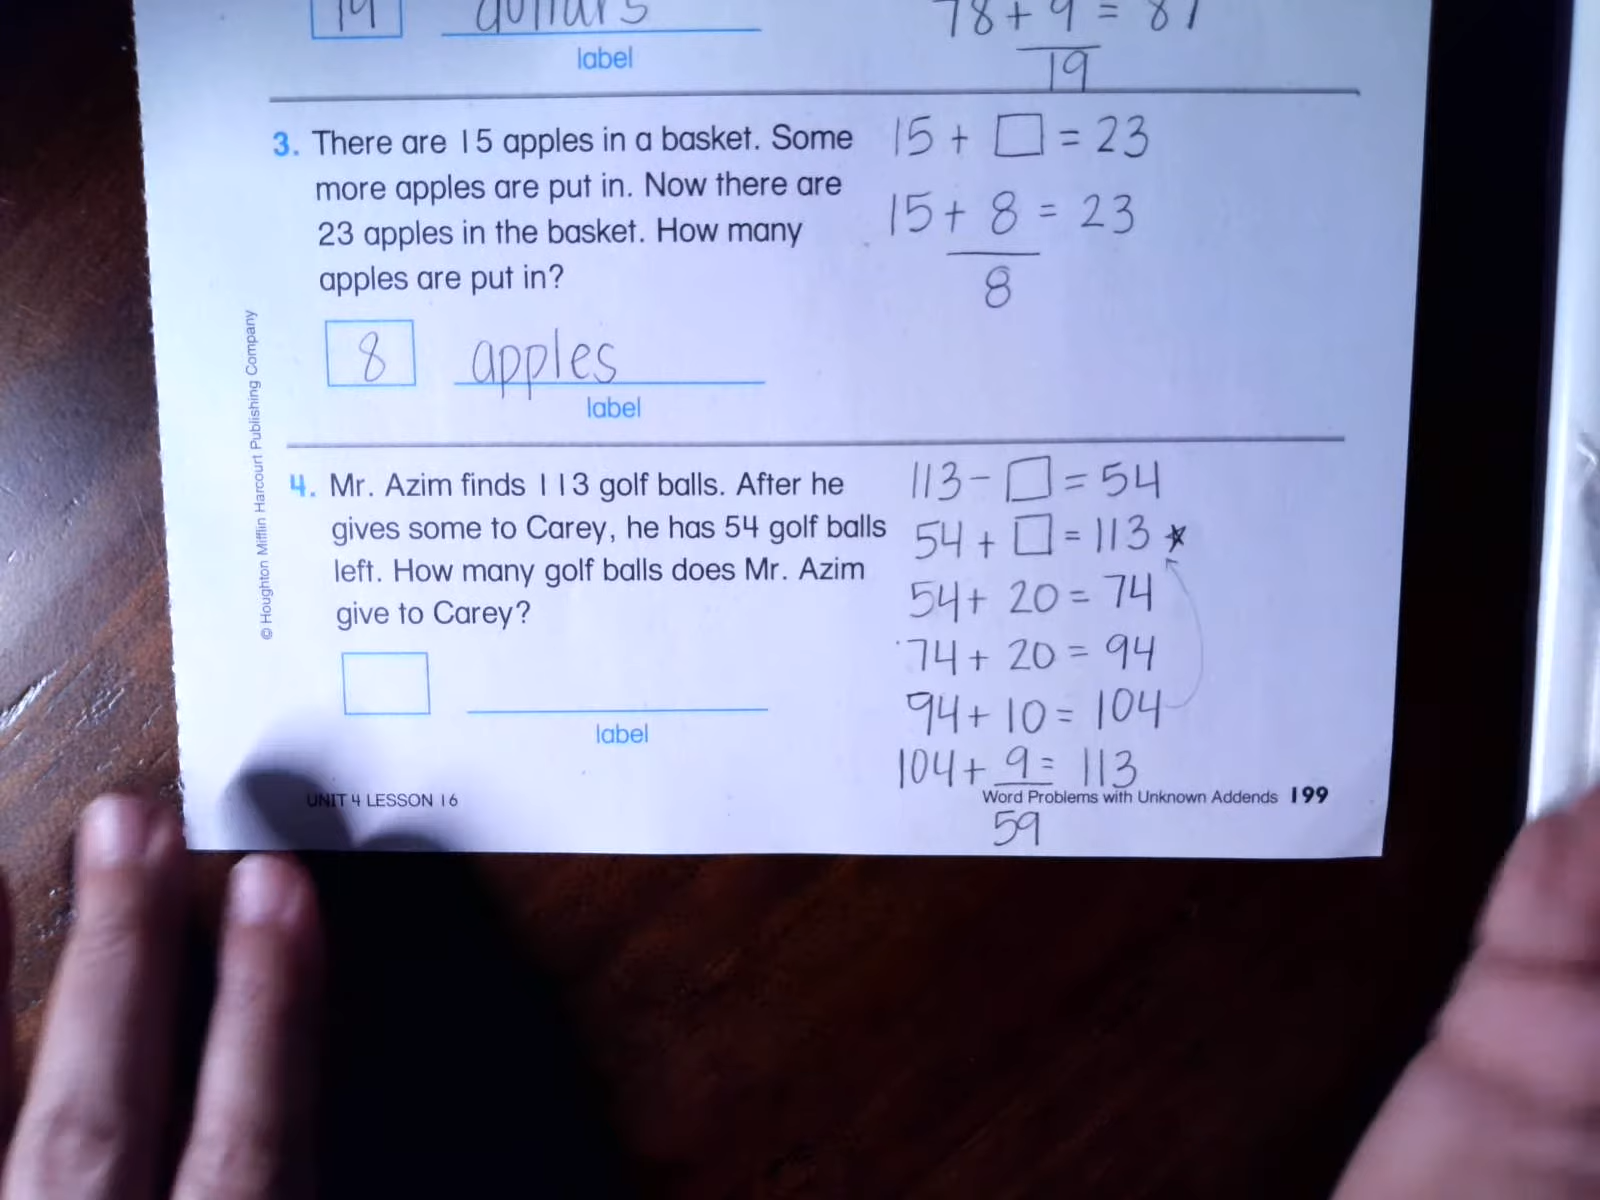 19 dollars
label
78 + 9 = 87
19
3. There are 15 apples in a basket. Some
more apples are put in. Now there are
23 apples in the basket. How many
apples are put in?
8 apples
label
15 + □ = 23
15 + 8 = 23
8
© Houghton Mifflin Harcourt Publishing Company
4. Mr. Azim finds 113 golf balls. After he
gives some to Carey, he has 54 golf balls
left. How many golf balls does Mr. Azim
give to Carey?
label
113 - □ = 54
54 + □ = 113 *
54 + 20 = 74
74 + 20 = 94
94 + 10 = 104
104 + 9 = 113
59
UNIT 4 LESSON 16
Word Problems with Unknown Addends 199